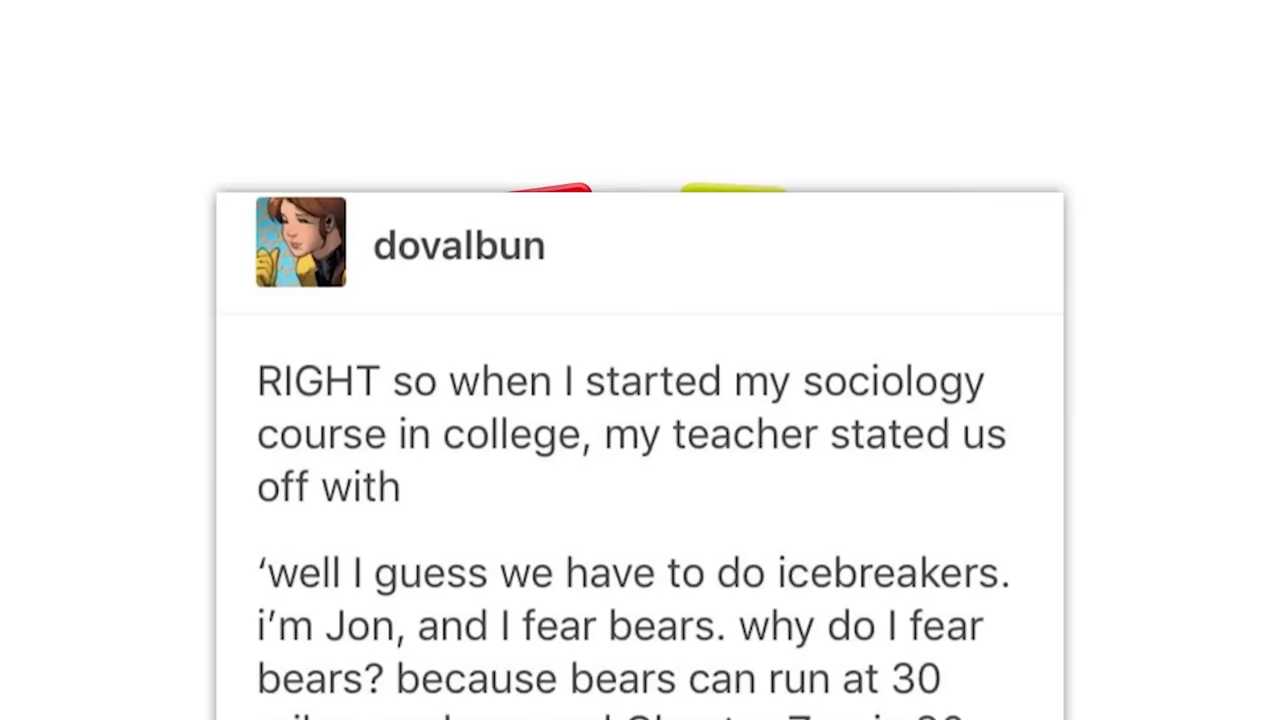 dovalbun
RIGHT so when I started my sociology
course in college, my teacher stated us
off with
‘well I guess we have to do icebreakers.
i’m Jon, and I fear bears. why do I fear
bears? because bears can run at 30